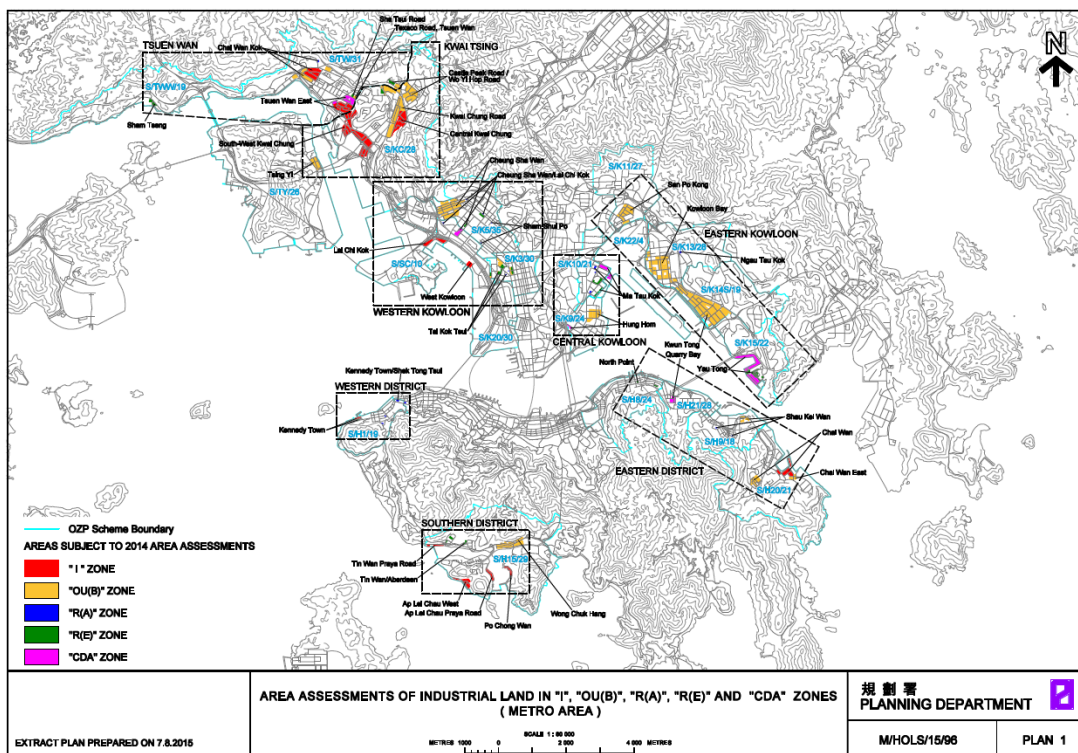 Sha Tsui Road
Texaco Road, Tsuen Wan
TSUEN WAN
Chai Wan Kok
S/TW/31
KWAI TSING
N
Castle Peak Road /
Wo Yi Hop Road
S/TWW/19
Tsuen Wan East
Kwai Chung Road
Sham Tseng
Central Kwai Chung
South-West Kwai Chung
S/KC/28
Tsing Yi
S/TY/26
Cheung Sha Wan
Cheung Sha Wan/Lai Chi Kok
S/K11/27
San Po Kong
Kowloon Bay
S/K5/35
Sham Shui Po
EASTERN KOWLOON
S/K22/4
S/K13/28
Ngau Tau Kok
Lai Chi Kok
S/SC/10
S/K3/30
S/K10/21
S/K14S/19
West Kowloon
Ma Tau Kok
WESTERN KOWLOON
S/K9/24
Hung Hom
Tai Kok Tsui
S/K20/30
CENTRAL KOWLOON
Kwun Tong
S/K15/22
Quarry Bay
North Point
Yau Tong
Kennedy Town/Shek Tong Tsui
WESTERN DISTRICT
S/H8/24
S/H21/28
Shau Kei Wan
Kennedy Town
S/H1/19
S/H9/18
Chai Wan
EASTERN DISTRICT
Chai Wan East
S/H20/21
SOUTHERN DISTRICT
Tin Wan Praya Road
S/H15/29
Tin Wan/Aberdeen
Ap Lei Chau West
Ap Lei Chau Praya Road
Wong Chuk Hang
Po Chong Wan
OZP Scheme Boundary
AREAS SUBJECT TO 2014 AREA ASSESSMENTS
" I " ZONE
"OU(B)" ZONE
"R(A)" ZONE
"R(E)" ZONE
"CDA" ZONE
EXTRACT PLAN PREPARED ON 7.8.2015
AREA ASSESSMENTS OF INDUSTRIAL LAND IN "I", "OU(B)", "R(A)", "R(E)" AND "CDA" ZONES
( METRO AREA )
METRES 1000 0 2 000 4 000 METRES
規劃署
PLANNING DEPARTMENT
M/HOLS/15/96
PLAN 1